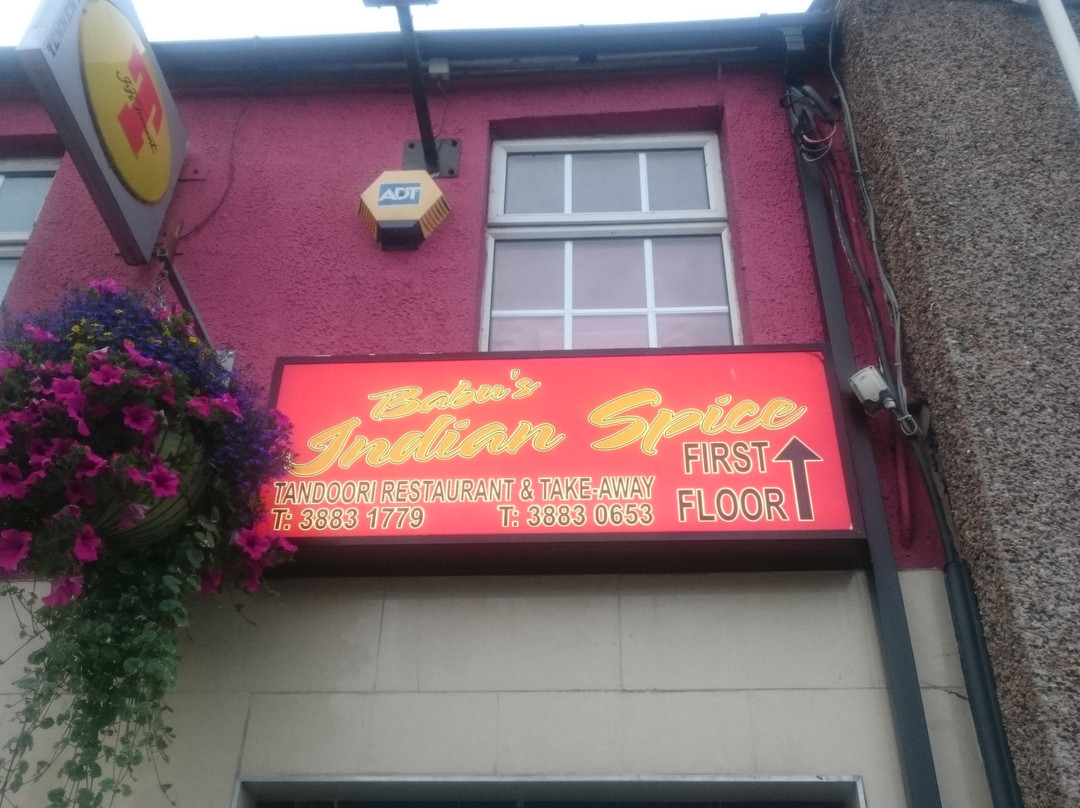 ADT
Babu's
Indian Spice
TANDOORI RESTAURANT & TAKE-AWAY
T: 3883 1779 T: 3883 0653
FIRST
FLOOR